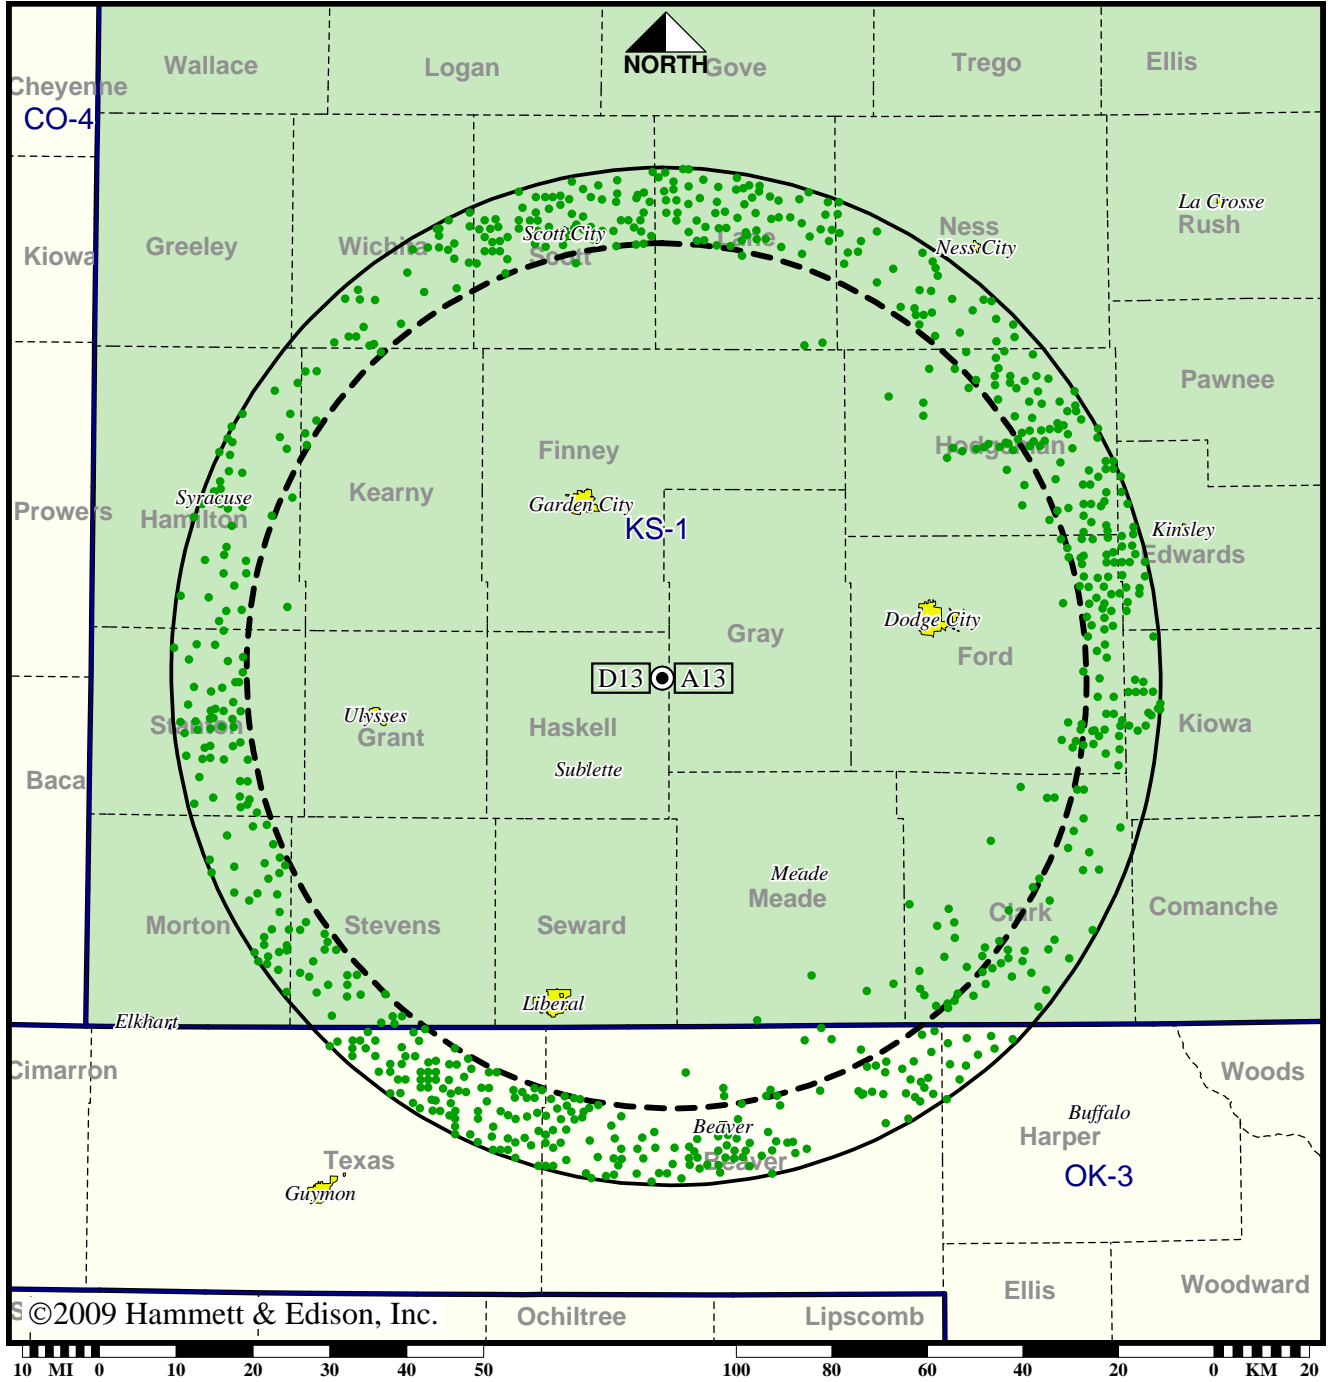 Wallace
Logan
NORTH
Gove
Trego
Ellis
Cheyenne
CO-4
La Crosse
Rush
Kiowa
Greeley
Wichita
Scott City
Scott
Lane
Ness
Ness City
Pawnee
Finney
Hodgeman
Prowers
Syracuse
Hamilton
Kearny
Garden City
KS-1
Kinsley
Edwards
Dodge City
Gray
Ford
D13
A13
Stanton
Ulysses
Grant
Haskell
Kiowa
Sublette
Baca
Meade
Meade
Morton
Stevens
Seward
Clark
Comanche
Liberal
Elkhart
Cimarron
Woods
Buffalo
Harper
Beaver
Beaver
Texas
Guymon
OK-3
Ellis
Woodward
S
©2009 Hammett & Edison, Inc.
Ochiltree
Lipscomb
10 MI 0 10 20 30 40 50 100 80 60 40 20 0 KM 20